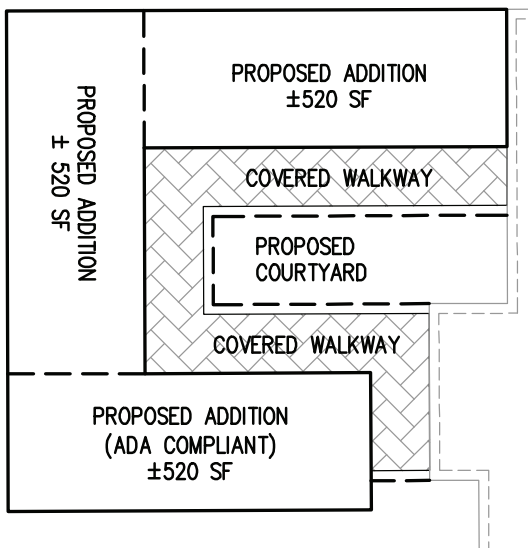 PROPOSED ADDITION
±520 SF
PROPOSED ADDITION
± 520 SF
COVERED WALKWAY
PROPOSED
COURTYARD
COVERED WALKWAY
PROPOSED ADDITION
(ADA COMPLIANT)
±520 SF